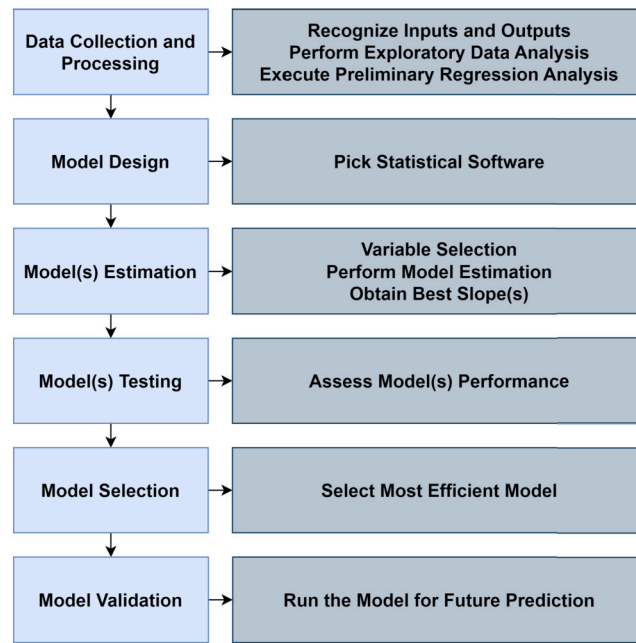 Data Collection and
Processing
Recognize Inputs and Outputs
Perform Exploratory Data Analysis
Execute Preliminary Regression Analysis
Model Design
Pick Statistical Software
Model(s) Estimation
Variable Selection
Perform Model Estimation
Obtain Best Slope(s)
Model(s) Testing
Assess Model(s) Performance
Model Selection
Select Most Efficient Model
Model Validation
Run the Model for Future Prediction